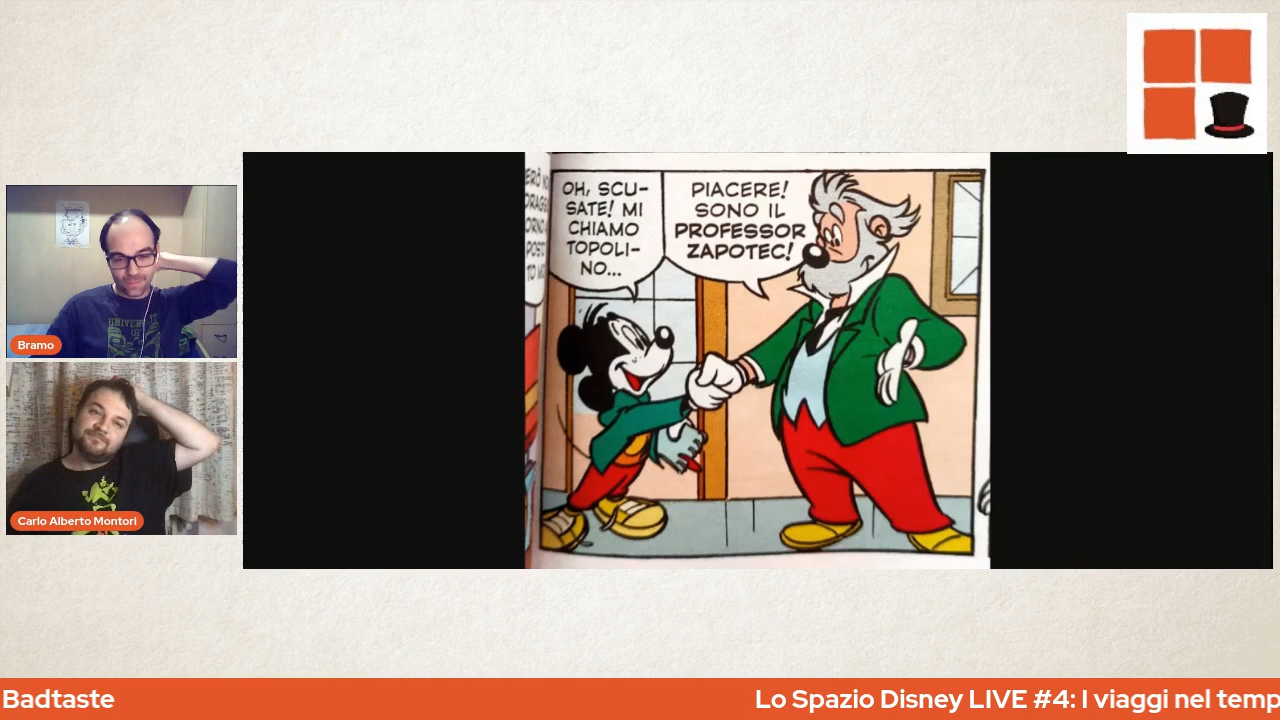 OH, SCU-
SATE! MI
CHIAMO
TOPOLI-
NO...
PIACERE!
SONO IL
PROFESSOR
ZAPOTEC!
Bramo
Carlo Alberto Montori
Badtaste
Lo Spazio Disney LIVE #4: I viaggi nel temp